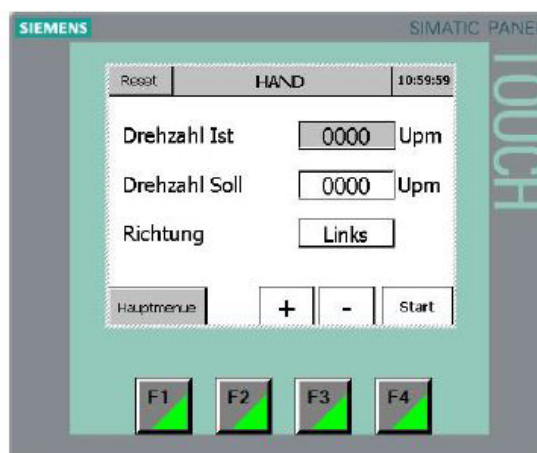 SIEMENS SIMATIC PANEL
TOUCH
Reset HAND 10:59:59
Drehzahl Ist 0000 Upm
Drehzahl Soll 0000 Upm
Richtung Links
Hauptmenue + - Start
F1 F2 F3 F4